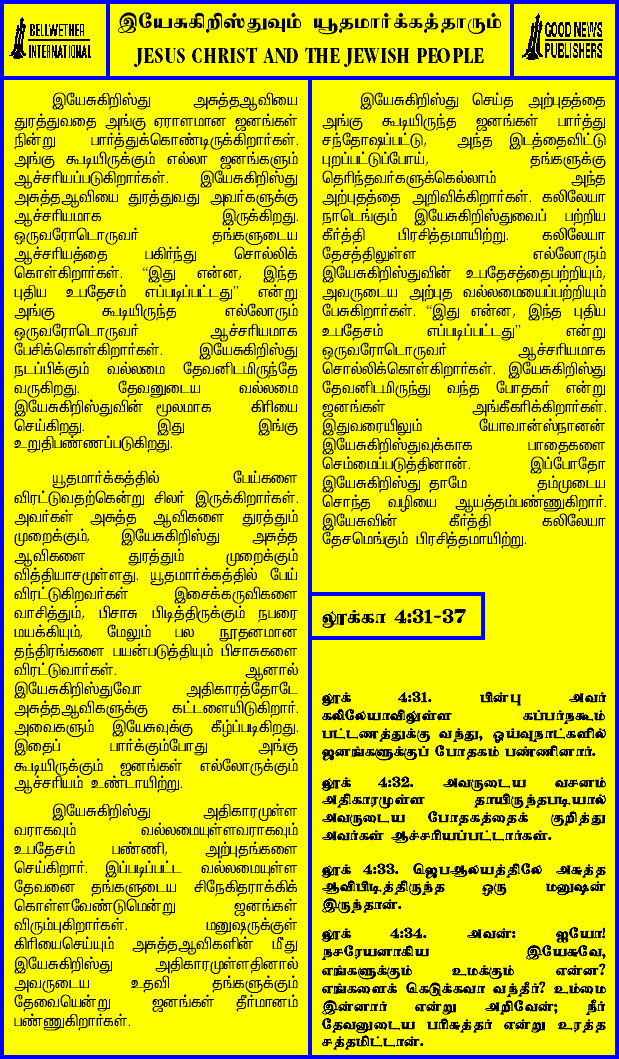 BELLWETHER
INTERNATIONAL
இயேசுகிறிஸ்துவும் யூதமார்க்கத்தாரும்
JESUS CHRIST AND THE JEWISH PEOPLE
GOOD NEWS
PUBLISHERS
இயேசுகிறிஸ்து அசுத்தஆவியை
துரத்துவதை அங்கு ஏராளமான ஜனங்கள்
நின்று பார்த்துக்கொண்டிருக்கிறார்கள்.
அங்கு கூடியிருக்கும் எல்லா ஜனங்களும்
ஆச்சரியப்படுகிறார்கள். இயேசுகிறிஸ்து
அசுத்தஆவியை துரத்துவது அவர்களுக்கு
ஆச்சரியமாக இருக்கிறது.
ஒருவரோடொருவர் தங்களுடைய
ஆச்சரியத்தை பகிர்ந்து சொல்லிக்
கொள்கிறார்கள். “இது என்ன, இந்த
புதிய உபதேசம் எப்படிப்பட்டது” என்று
அங்கு கூடியிருந்த எல்லோரும்
ஒருவரோடொருவர் ஆச்சரியமாக
பேசிக்கொள்கிறார்கள். இயேசுகிறிஸ்து
நடப்பிக்கும் வல்லமை தேவனிடமிருந்தே
வருகிறது. தேவனுடைய வல்லமை
இயேசுகிறிஸ்துவின் மூலமாக கிரியை
செய்கிறது. இது இங்கு
உறுதிபண்ணப்படுகிறது.
யூதமார்க்கத்தில் பேய்களை
விரட்டுவதற்கென்று சிலர் இருக்கிறார்கள்.
அவர்கள் அசுத்த ஆவிகளை துரத்தும்
முறைக்கும், இயேசுகிறிஸ்து அசுத்த
ஆவிகளை துரத்தும் முறைக்கும்
வித்தியாசமுள்ளது. யூதமார்க்கத்தில் பேய்
விரட்டுகிறவர்கள் இசைக்கருவிகளை
வாசித்தும், பிசாசு பிடித்திருக்கும் நபரை
மயக்கியும், மேலும் பல நூதனமான
தந்திரங்களை பயன்படுத்தியும் பிசாசுகளை
விரட்டுவார்கள். ஆனால்
இயேசுகிறிஸ்துவோ அதிகாரத்தோடே
அசுத்தஆவிகளுக்கு கட்டளையிடுகிறார்.
அவைகளும் இயேசுவுக்கு கீழ்ப்படிகிறது.
இதைப் பார்க்கும்போது அங்கு
கூடியிருக்கும் ஜனங்கள் எல்லோருக்கும்
ஆச்சரியம் உண்டாயிற்று.
இயேசுகிறிஸ்து அதிகாரமுள்ள
வராகவும் வல்லமையுள்ளவராகவும்
உபதேசம் பண்ணி, அற்புதங்களை
செய்கிறார். இப்படிப்பட்ட வல்லமையுள்ள
தேவனை தங்களுடைய சிநேகிதராக்கிக்
கொள்ளவேண்டுமென்று ஜனங்கள்
விரும்புகிறார்கள். மனுஷருக்குள்
கிரியைசெய்யும் அசுத்தஆவிகளின் மீது
இயேசுகிறிஸ்து அதிகாரமுள்ளதினால்
அவருடைய உதவி தங்களுக்கும்
தேவையென்று ஜனங்கள் தீர்மானம்
பண்ணுகிறார்கள்.
இயேசுகிறிஸ்து செய்த அற்புதத்தை
அங்கு கூடியிருந்த ஜனங்கள் பார்த்து
சந்தோஷப்பட்டு, அந்த இடத்தைவிட்டு
புறப்பட்டுப்போய், தங்களுக்கு
தெரிந்தவர்களுக்கெல்லாம் அந்த
அற்புதத்தை அறிவிக்கிறார்கள். கலிலேயா
நாடெங்கும் இயேசுகிறிஸ்துவைப் பற்றிய
கீர்த்தி பிரசித்தமாயிற்று. கலிலேயா
தேசத்திலுள்ள எல்லோரும்
இயேசுகிறிஸ்துவின் உபதேசத்தைபற்றியும்,
அவருடைய அற்புத வல்லமையைப்பற்றியும்
பேசுகிறார்கள். “இது என்ன, இந்த புதிய
உபதேசம் எப்படிப்பட்டது” என்று
ஒருவரோடொருவர் ஆச்சரியமாக
சொல்லிக்கொள்கிறார்கள். இயேசுகிறிஸ்து
தேவனிடமிருந்து வந்த போதகர் என்று
ஜனங்கள் அங்கீகரிக்கிறார்கள்.
இதுவரையிலும் யோவான்ஸ்நானன்
இயேசுகிறிஸ்துவுக்காக பாதைகளை
செம்மைப்படுத்தினான். இப்போதோ
இயேசுகிறிஸ்து தாமே தம்முடைய
சொந்த வழியை ஆயத்தம்பண்ணுகிறார்.
இயேசுவின் கீர்த்தி கலிலேயா
தேசமெங்கும் பிரசித்தமாயிற்று.
லூக்கா 4:31-37
லூக் 4:31. பின்பு அவர்
கலிலேயாவிலுள்ள கப்பர்நகூம்
பட்டணத்துக்கு வந்து, ஓய்வுநாட்களில்
ஜனங்களுக்குப் போதகம் பண்ணினார்.
லூக் 4:32. அவருடைய வசனம்
அதிகாரமுள்ள தாயிருந்தபடியால்
அவருடைய போதகத்தைக் குறித்து
அவர்கள் ஆச்சரியப்பட்டார்கள்.
லூக் 4:33. ஜெபஆலயத்திலே அசுத்த
ஆவிபிடித்திருந்த ஒரு மனுஷன்
இருந்தான்.
லூக் 4:34. அவன்: ஐயோ!
நசரேயனாகிய இயேசுவே,
எங்களுக்கும் உமக்கும் என்ன?
எங்களைக் கெடுக்கவா வந்தீர்? உம்மை
இன்னார் என்று அறிவேன்; நீர்
தேவனுடைய பரிசுத்தர் என்று உரத்த
சத்தமிட்டான்.